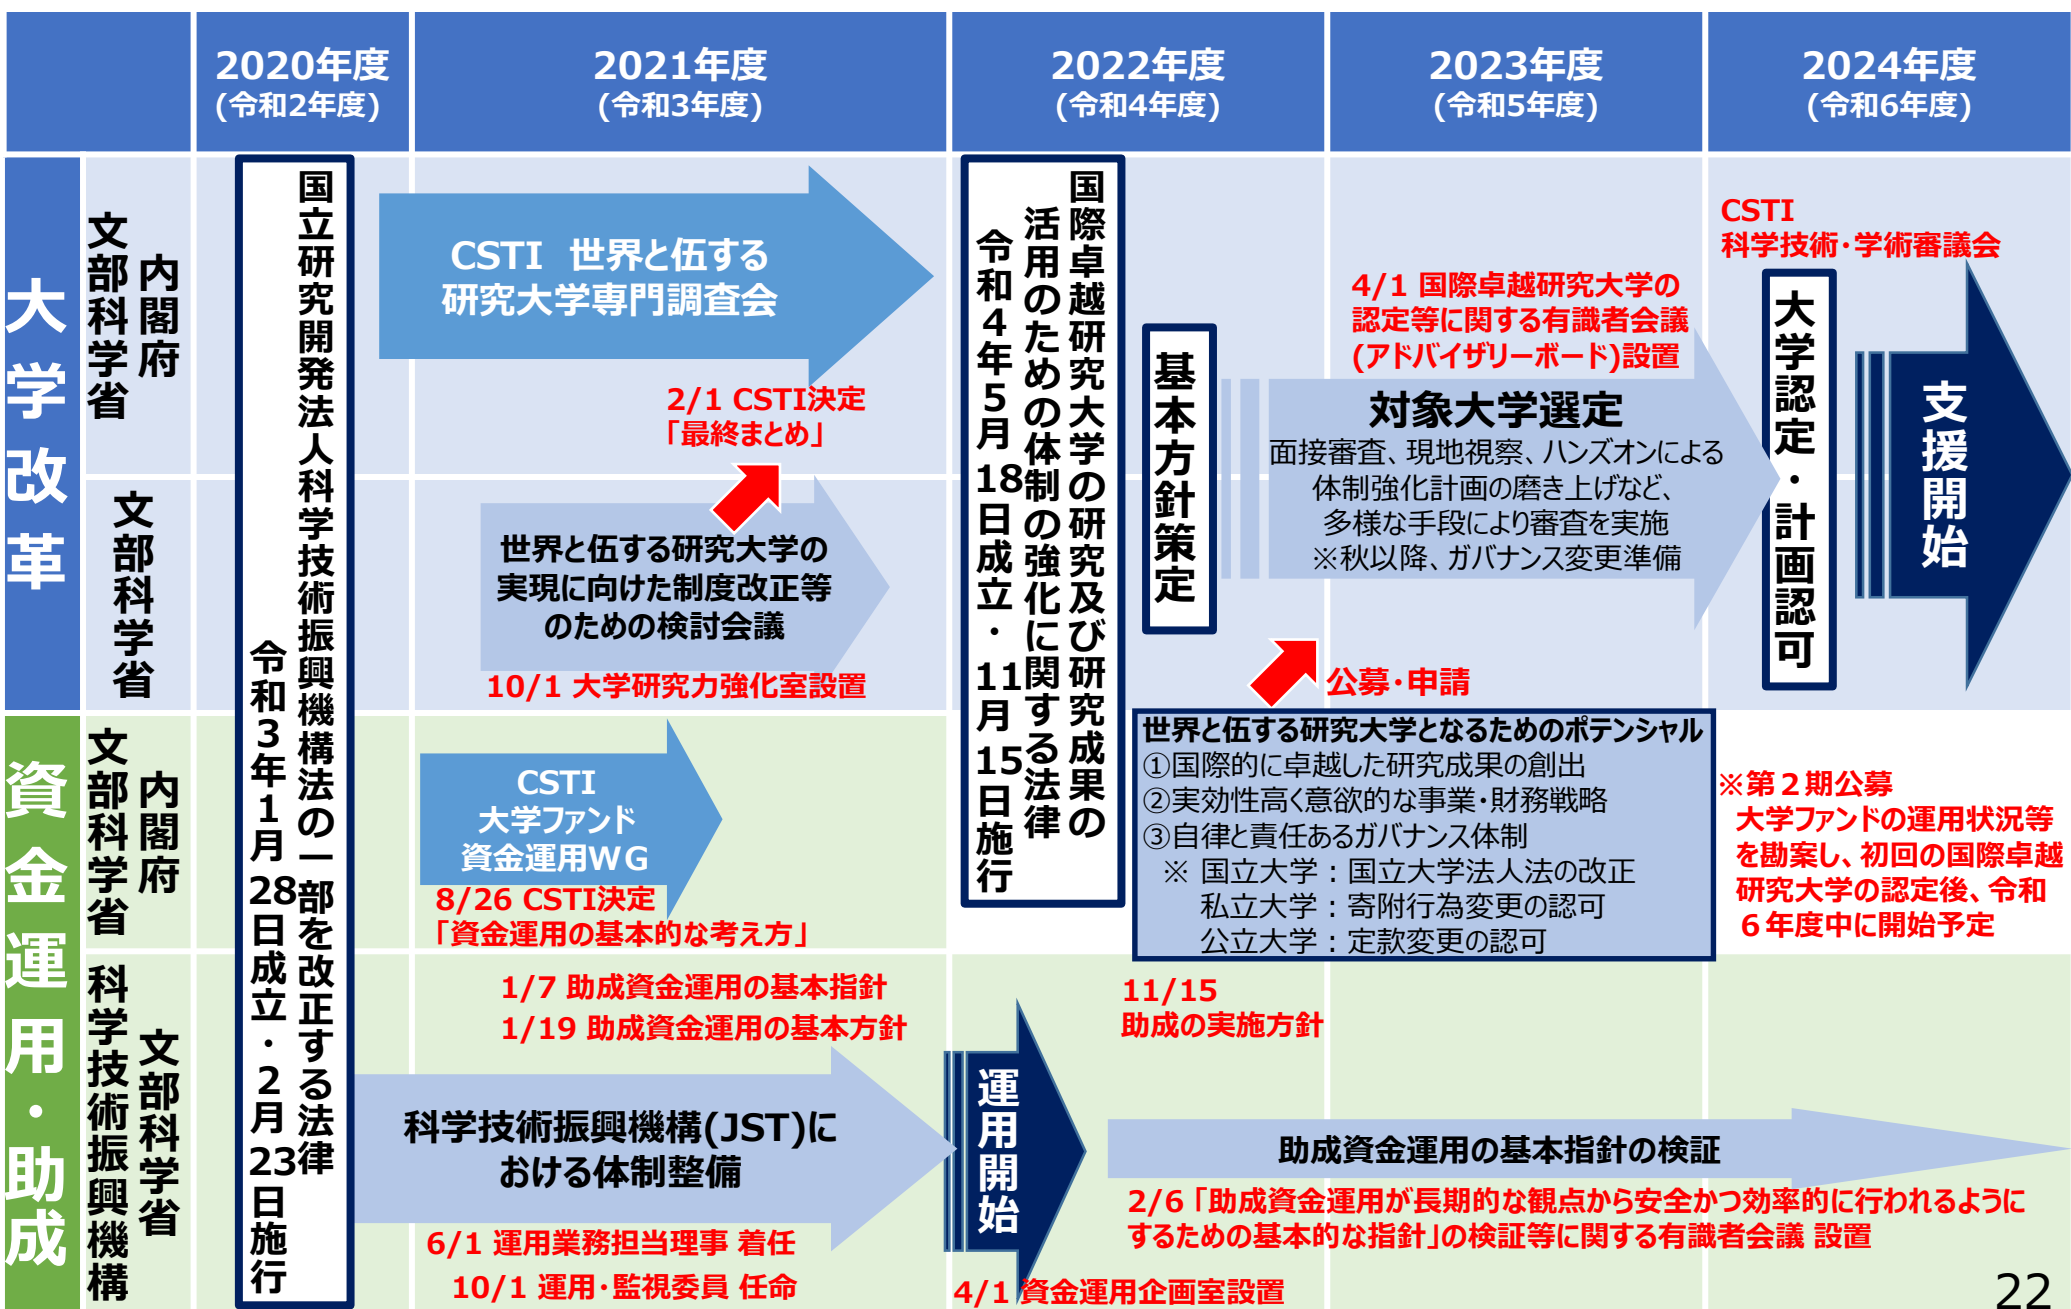 2020年度
(令和2年度)
2021年度
(令和3年度)
2022年度
(令和4年度)
2023年度
(令和5年度)
2024年度
(令和6年度)
大学改革
内閣府
文部科学省
文部科学省
資金運用・助成
内閣府
文部科学省
文部科学省
科学技術振興機構
国立研究開発法人科学技術振興機構法の一部を改正する法律
令和3年1月28日成立・2月23日施行
CSTI 世界と伍する
研究大学専門調査会
2/1 CSTI決定
「最終まとめ」
世界と伍する研究大学の
実現に向けた制度改正等
のための検討会議
10/1 大学研究力強化室設置
国際卓越研究大学の研究及び研究成果の
活用のための体制の強化に関する法律
令和4年5月18日成立・11月15日施行
基本方針策定
4/1 国際卓越研究大学の
認定等に関する有識者会議
(アドバイザリーボード)設置
対象大学選定
面接審査、現地視察、ハンズオンによる
体制強化計画の磨き上げなど、
多様な手段により審査を実施
※秋以降、ガバナンス変更準備
公募・申請
CSTI
科学技術・学術審議会
大学認定・計画認可
支援開始
CSTI
大学ファンド
資金運用WG
8/26 CSTI決定
「資金運用の基本的な考え方」
世界と伍する研究大学となるためのポテンシャル
①国際的に卓越した研究成果の創出
②実効性高く意欲的な事業・財務戦略
③自律と責任あるガバナンス体制
※ 国立大学：国立大学法人法の改正
私立大学：寄附行為変更の認可
公立大学：定款変更の認可
※第２期公募
大学ファンドの運用状況等
を勘案し、初回の国際卓越
研究大学の認定後、令和
６年度中に開始予定
1/7 助成資金運用の基本指針
1/19 助成資金運用の基本方針
科学技術振興機構(JST)に
おける体制整備
6/1 運用業務担当理事 着任
10/1 運用・監視委員 任命
運用開始
4/1 資金運用企画室設置
11/15
助成の実施方針
助成資金運用の基本指針の検証
2/6「助成資金運用が長期的な観点から安全かつ効率的に行われるように
するための基本的な指針」の検証等に関する有識者会議 設置
22